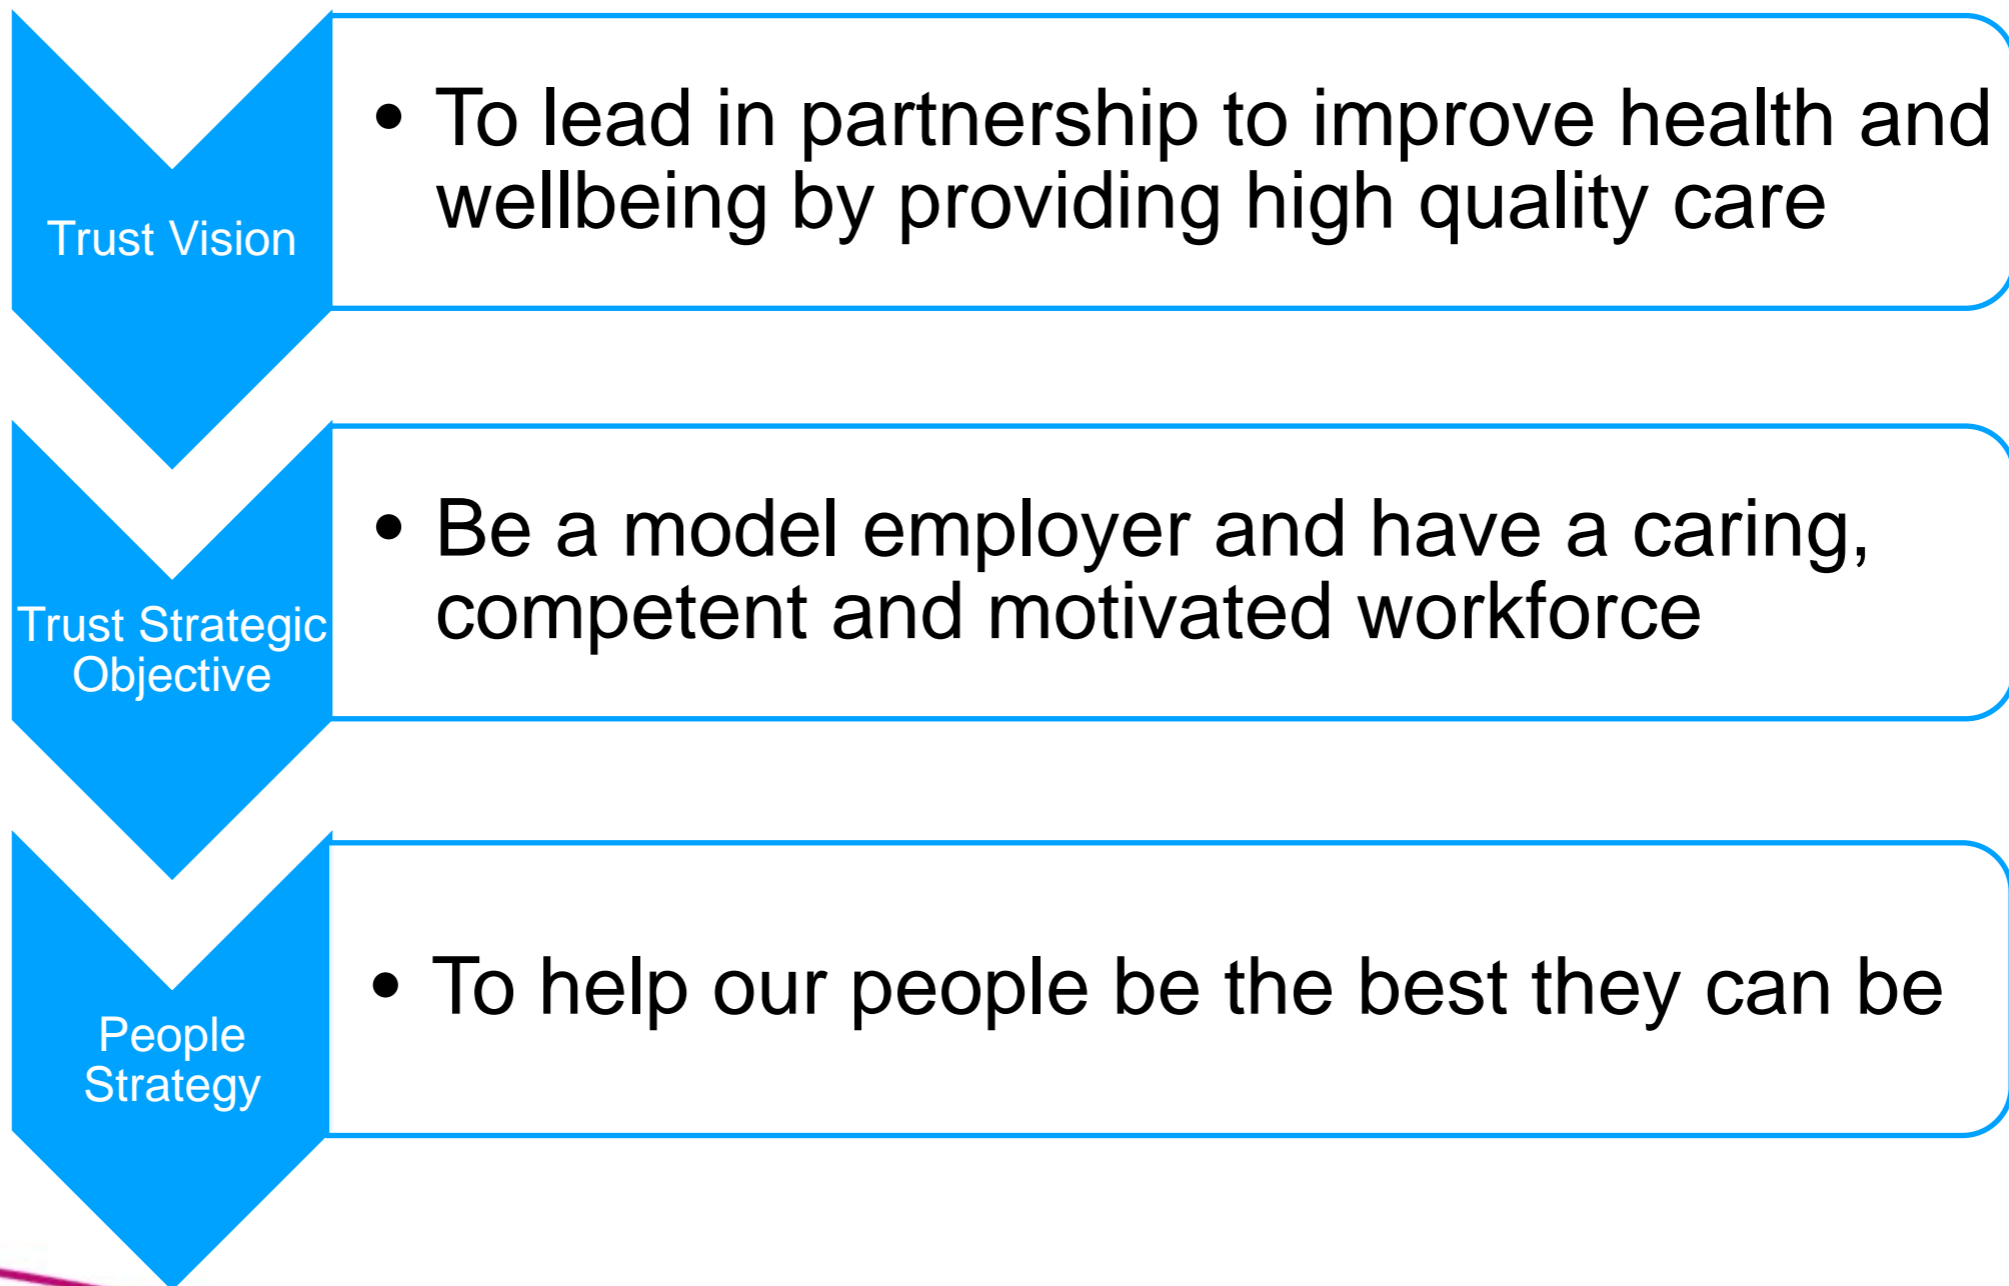 Trust Vision
• To lead in partnership to improve health and
wellbeing by providing high quality care
Trust Strategic
Objective
• Be a model employer and have a caring,
competent and motivated workforce
People
Strategy
• To help our people be the best they can be